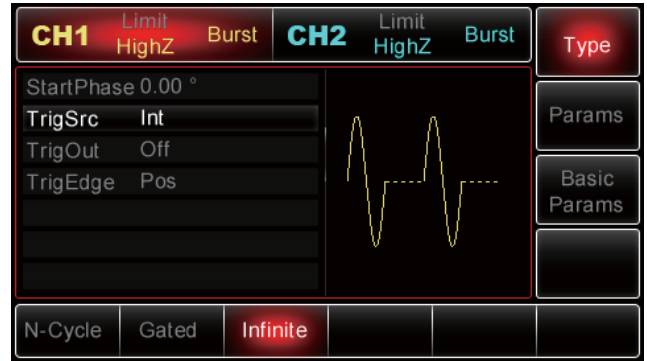 CH1 Limit HighZ Burst CH2 Limit HighZ Burst
Type
StartPhase 0.00 °
TrigSrc Int
TrigOut Off
TrigEdge Pos
Params
Basic
Params
N-Cycle Gated Infinite